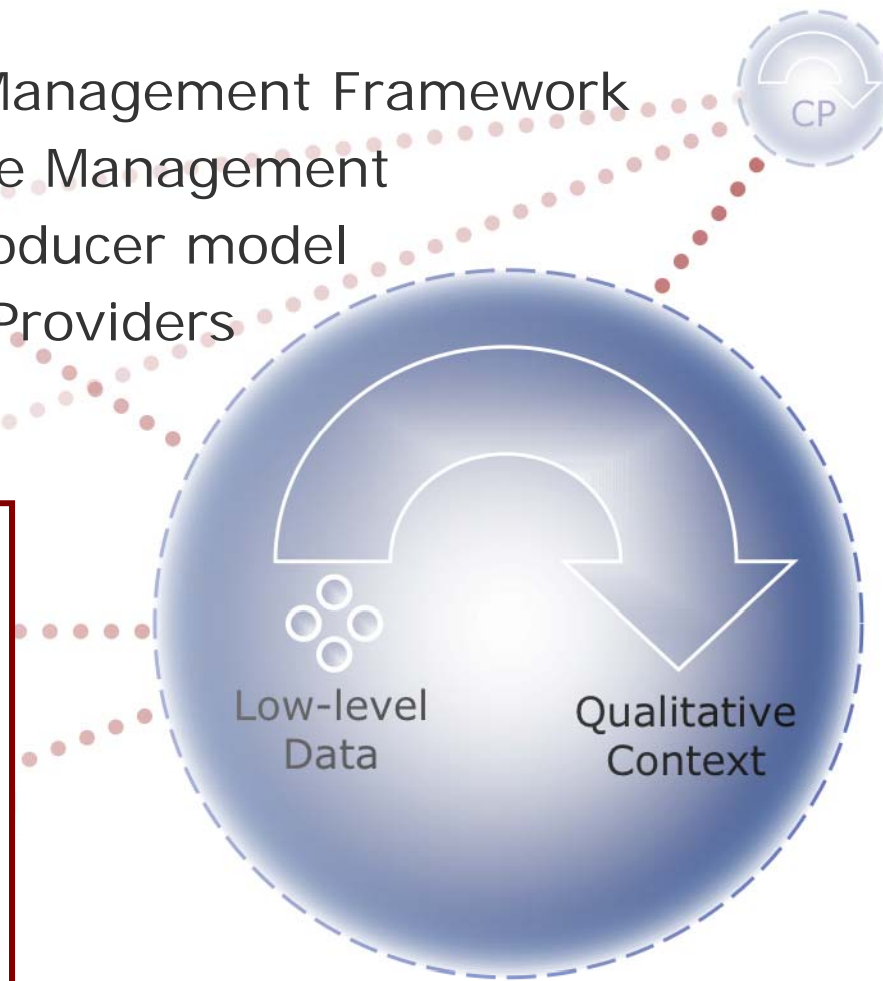 Management Framework
e Management
oducer model
Providers
CP
Low-level
Data
Qualitative
Context